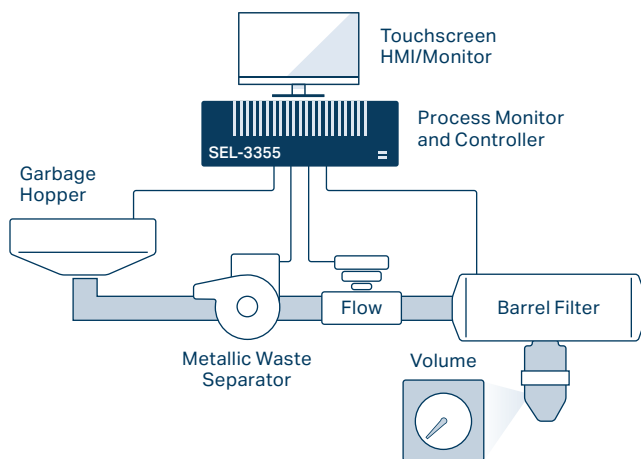 Touchscreen
HMI/Monitor
Process Monitor
and Controller
SEL-3355
Garbage
Hopper
Flow
Barrel Filter
Metallic Waste
Separator
Volume